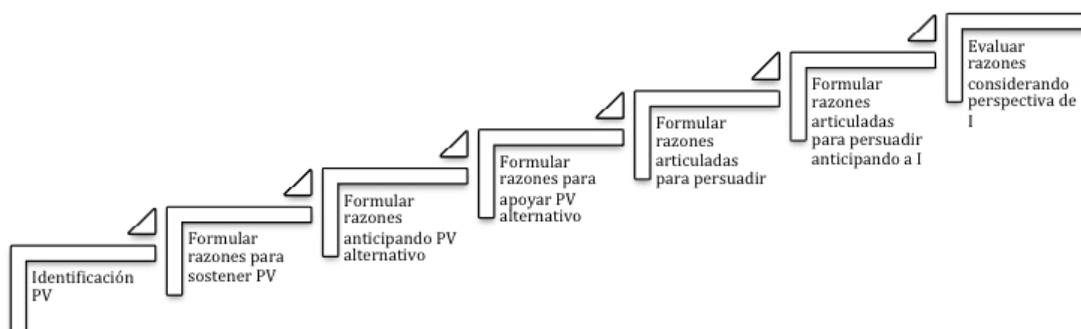 Identificación
PV
Formular
razones para
sostener PV
Formular
razones
anticipando PV
alternativo
Formular
razones para
apoyar PV
alternativo
Formular
razones
articuladas
para persuadir
Formular
razones
articuladas
para persuadir
anticipando a I
Evaluar
razones
considerando
perspectiva de
I